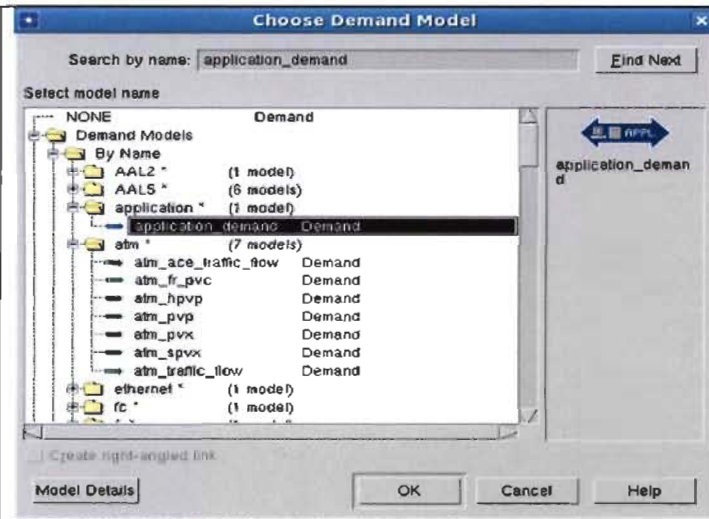 Choose Demand Model
Search by name: application_demand Find Next
Select model name
NONE Demand
Demand Models
By Name
AAL2 * (1 model)
AAL5 * (6 models)
application * (1 model)
application_demand Demand
atm * (7 models)
atm_ace_traffic_flow Demand
atm_fr_pvc Demand
atm_hpvp Demand
atm_pvp Demand
atm_pvx Demand
atm_spvx Demand
atm_traffic_flow Demand
ethernet * (1 model)
fc * (1 model)
APPL
application_deman
d
Create right-angled link
Model Details OK Cancel Help